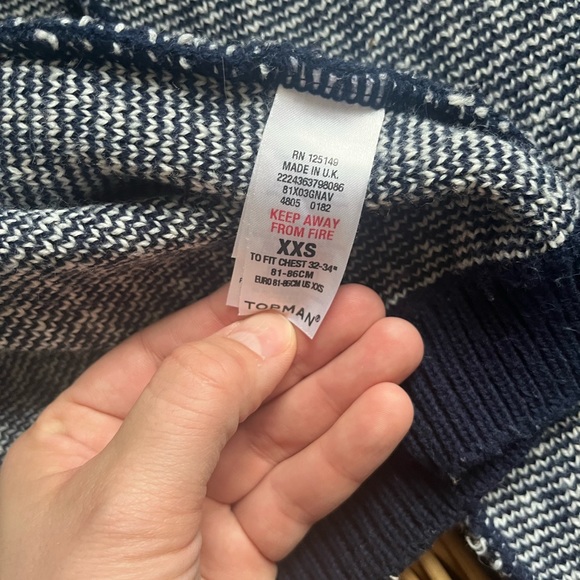 RN 125149
MADE IN U.K.
2224363798086
81X03GNAV
4805 0182
KEEP AWAY
FROM FIRE
XXS
TO FIT CHEST 32-34"
81-86CM
EURO 81-86CM US XXS
TOPMAN®